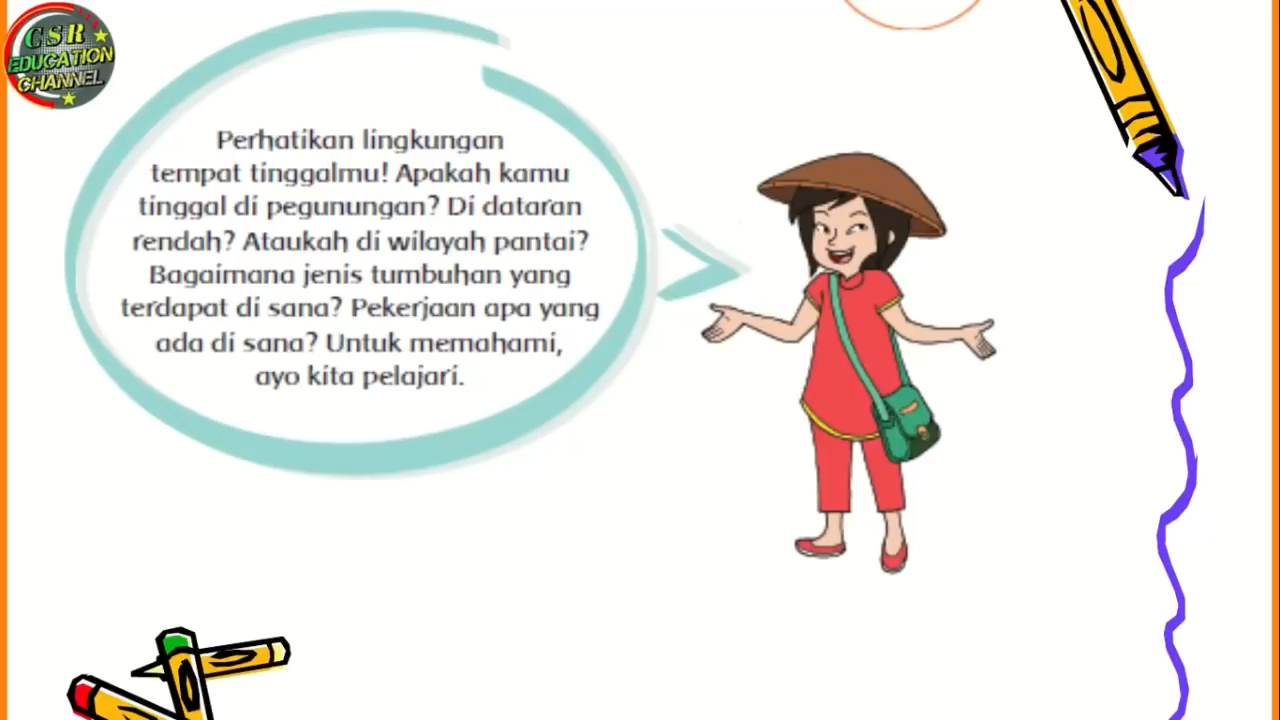 CSR
EDUCATION
CHANNEL
Perhatikan lingkungan
tempat tinggalmu! Apakah kamu
tinggal di pegunungan? Di dataran
rendah? Ataukah di wilayah pantai?
Bagaimana jenis tumbuhan yang
terdapat di sana? Pekerjaan apa yang
ada di sana? Untuk memahami,
ayo kita pelajari.